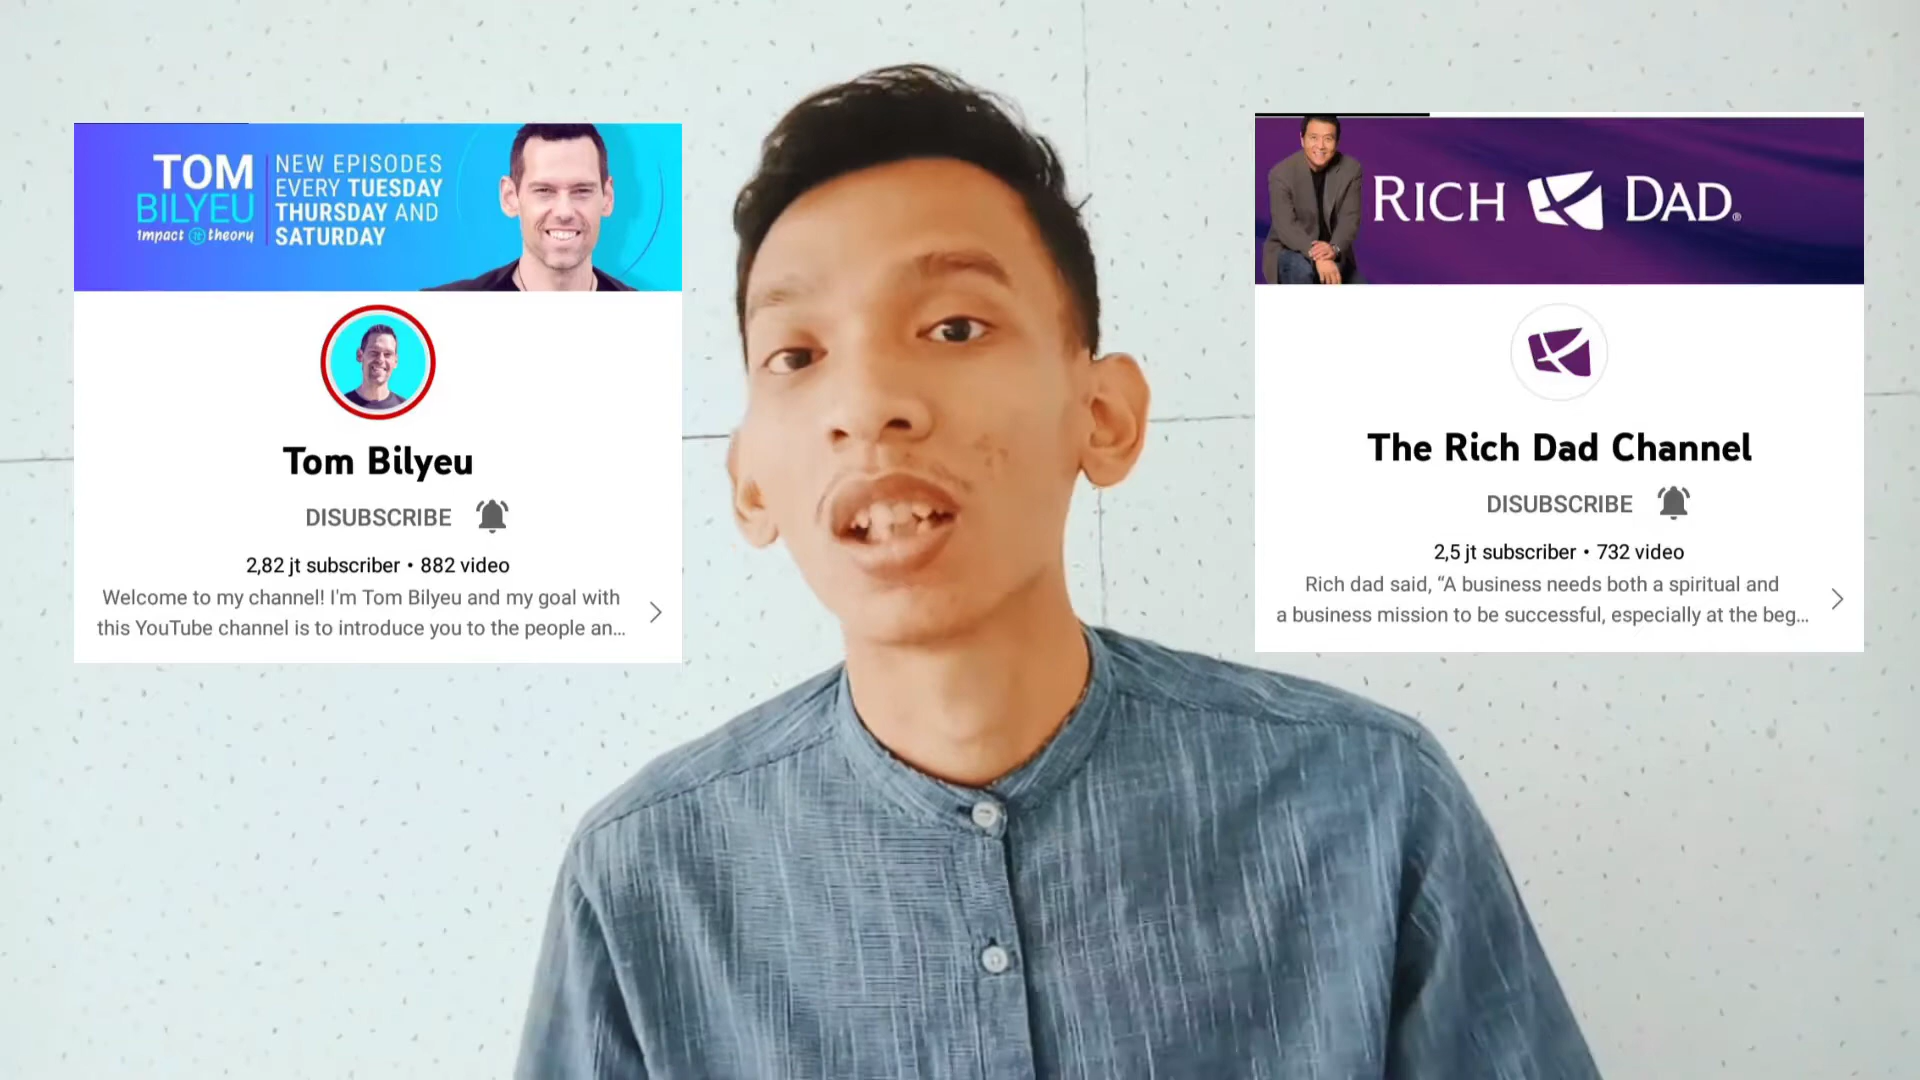 TOM
BILYEU
impact theory
NEW EPISODES
EVERY TUESDAY
THURSDAY AND
SATURDAY
Tom Bilyeu
DISUBSCRIBE
2,82 jt subscriber • 882 video
Welcome to my channel! I'm Tom Bilyeu and my goal with
this YouTube channel is to introduce you to the people an...
RICH DAD®
The Rich Dad Channel
DISUBSCRIBE
2,5 jt subscriber • 732 video
Rich dad said, “A business needs both a spiritual and
a business mission to be successful, especially at the beg...